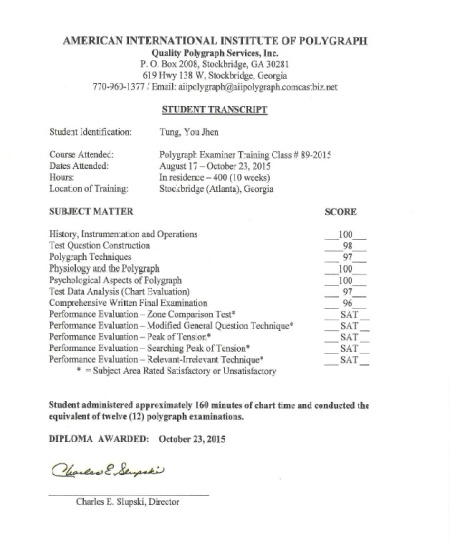 AMERICAN INTERNATIONAL INSTITUTE OF POLYGRAPH
Quality Polygraph Services, Inc.
P. O. Box 2008, Stockbridge, GA 30281
619 Hwy 138 W, Stockbridge, Georgia
770-960-1377 / Email: aiipolygraph@aiipolygraph.comcastbiz.net
STUDENT TRANSCRIPT
Student Identification: Tung, You Jhen
Course Attended: Polygraph Examiner Training Class # 89-2015
Dates Attended: August 17 – October 23, 2015
Hours: In residence – 400 (10 weeks)
Location of Training: Stockbridge (Atlanta), Georgia
SUBJECT MATTER SCORE
History, Instrumentation and Operations 100
Test Question Construction 98
Polygraph Techniques 97
Physiology and the Polygraph 100
Psychological Aspects of Polygraph 100
Test Data Analysis (Chart Evaluation) 97
Comprehensive Written Final Examination 96
Performance Evaluation – Zone Comparison Test* SAT
Performance Evaluation – Modified General Question Technique* SAT
Performance Evaluation – Peak of Tension* SAT
Performance Evaluation – Searching Peak of Tension* SAT
Performance Evaluation – Relevant-Irrelevant Technique* SAT
* = Subject Area Rated Satisfactory or Unsatisfactory
Student administered approximately 160 minutes of chart time and conducted the
equivalent of twelve (12) polygraph examinations.
DIPLOMA AWARDED: October 23, 2015
Charles E. Slupski
Charles E. Slupski, Director